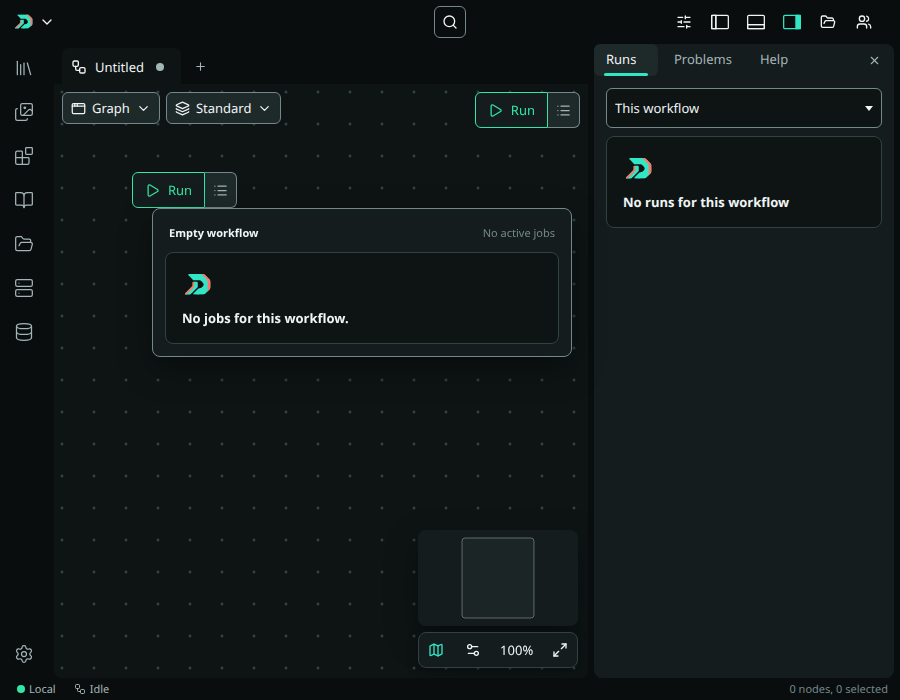 Untitled
Runs
Problems
Help
Graph
Standard
Run
This workflow
Run
No runs for this workflow
Empty workflow
No active jobs
No jobs for this workflow.
100%
Local
Idle
0 nodes, 0 selected